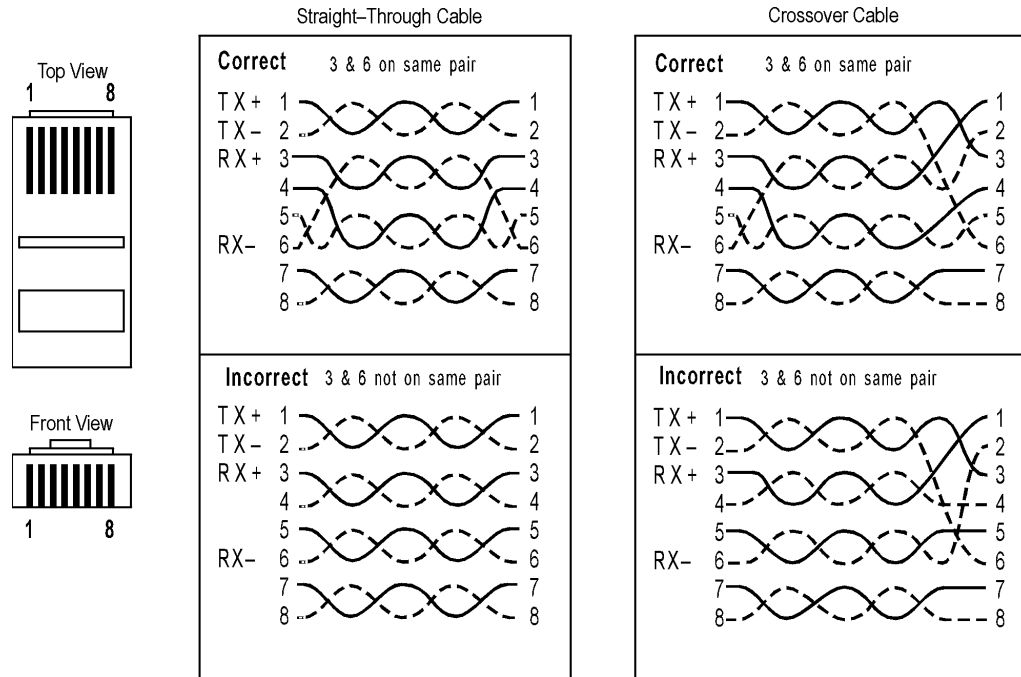 Straight–Through Cable
Crossover Cable
Top View
1 8
Front View
1 8
Correct 3 & 6 on same pair
TX+ 1 1
TX– 2 2
RX+ 3 3
4 4
5 5
RX– 6 6
7 7
8 8
Incorrect 3 & 6 not on same pair
TX+ 1 1
TX– 2 2
RX+ 3 3
4 4
5 5
RX– 6 6
7 7
8 8
Correct 3 & 6 on same pair
TX+ 1 1
TX– 2 2
RX+ 3 3
4 4
5 5
RX– 6 6
7 7
8 8
Incorrect 3 & 6 not on same pair
TX+ 1 1
TX– 2 2
RX+ 3 3
4 4
5 5
RX– 6 6
7 7
8 8